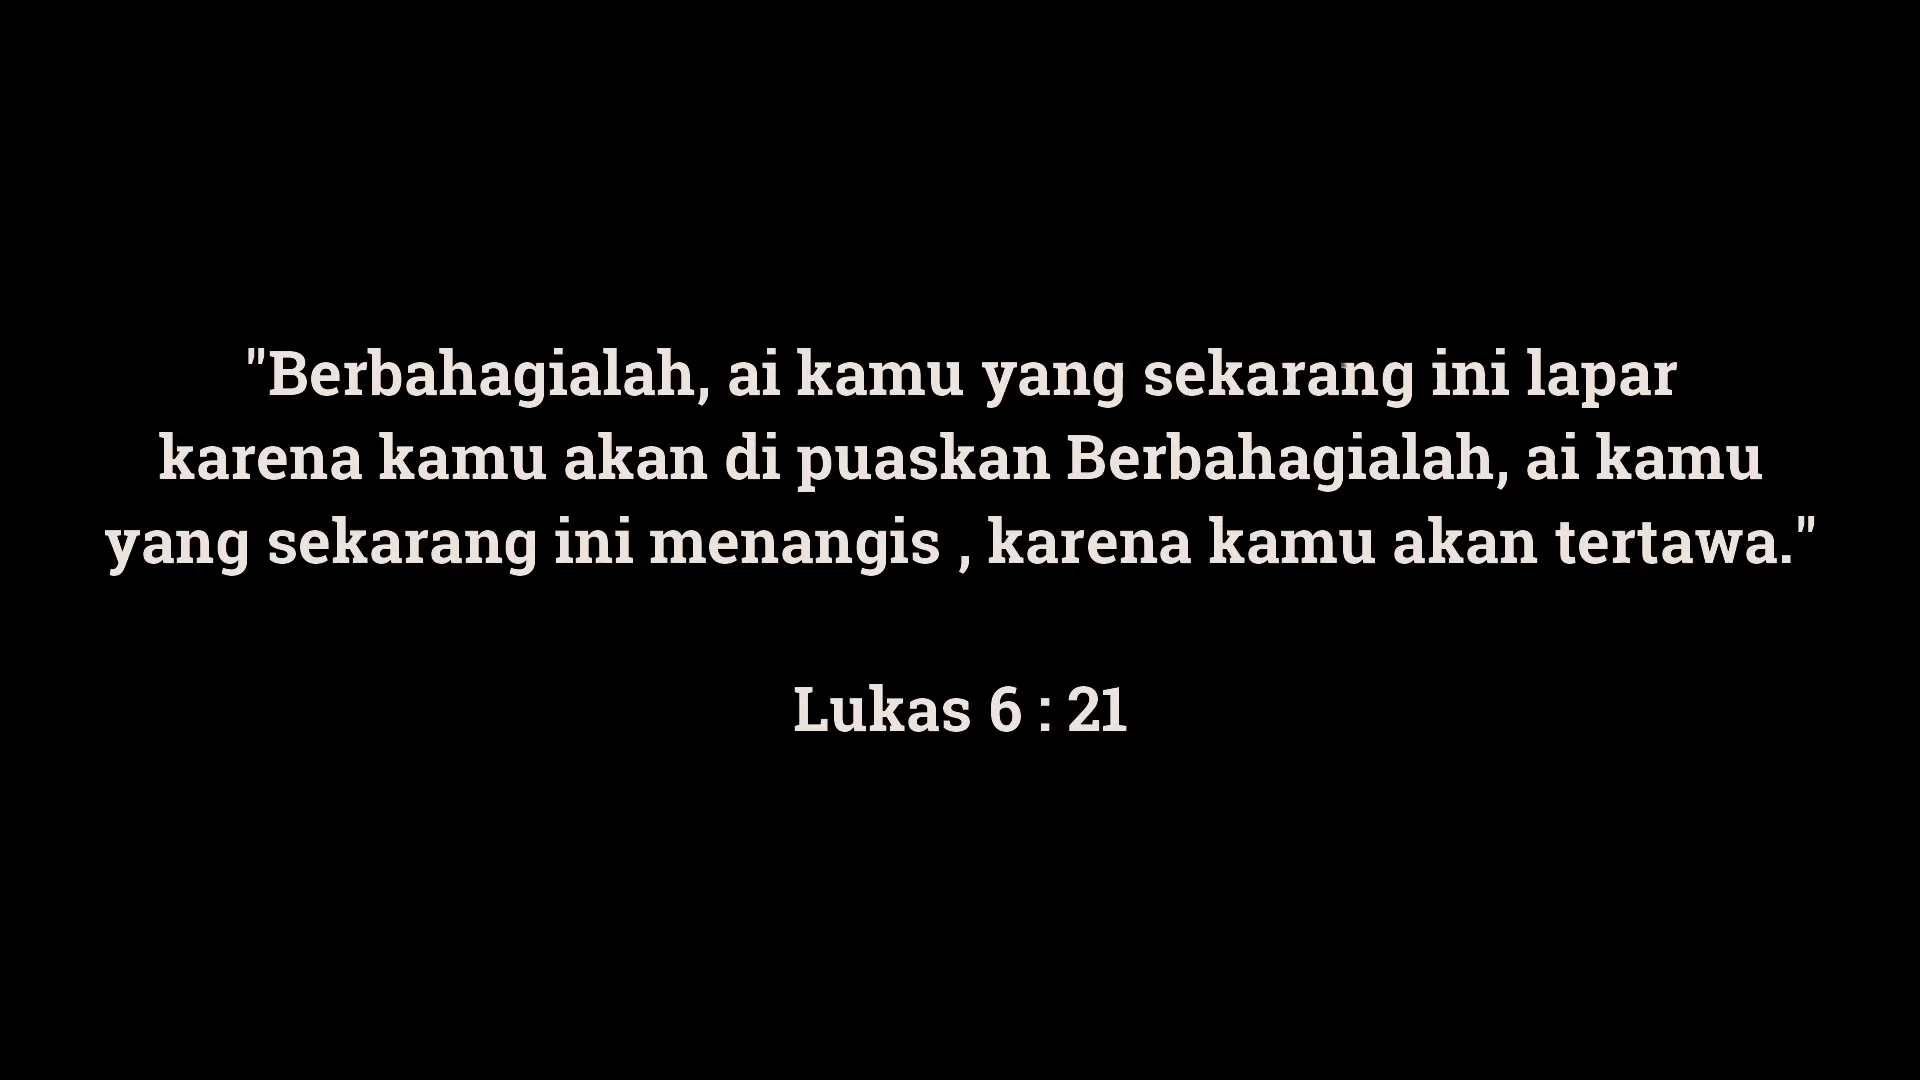 "Berbahagialah, ai kamu yang sekarang ini lapar
karena kamu akan di puaskan Berbahagialah, ai kamu
yang sekarang ini menangis , karena kamu akan tertawa."
Lukas 6 : 21